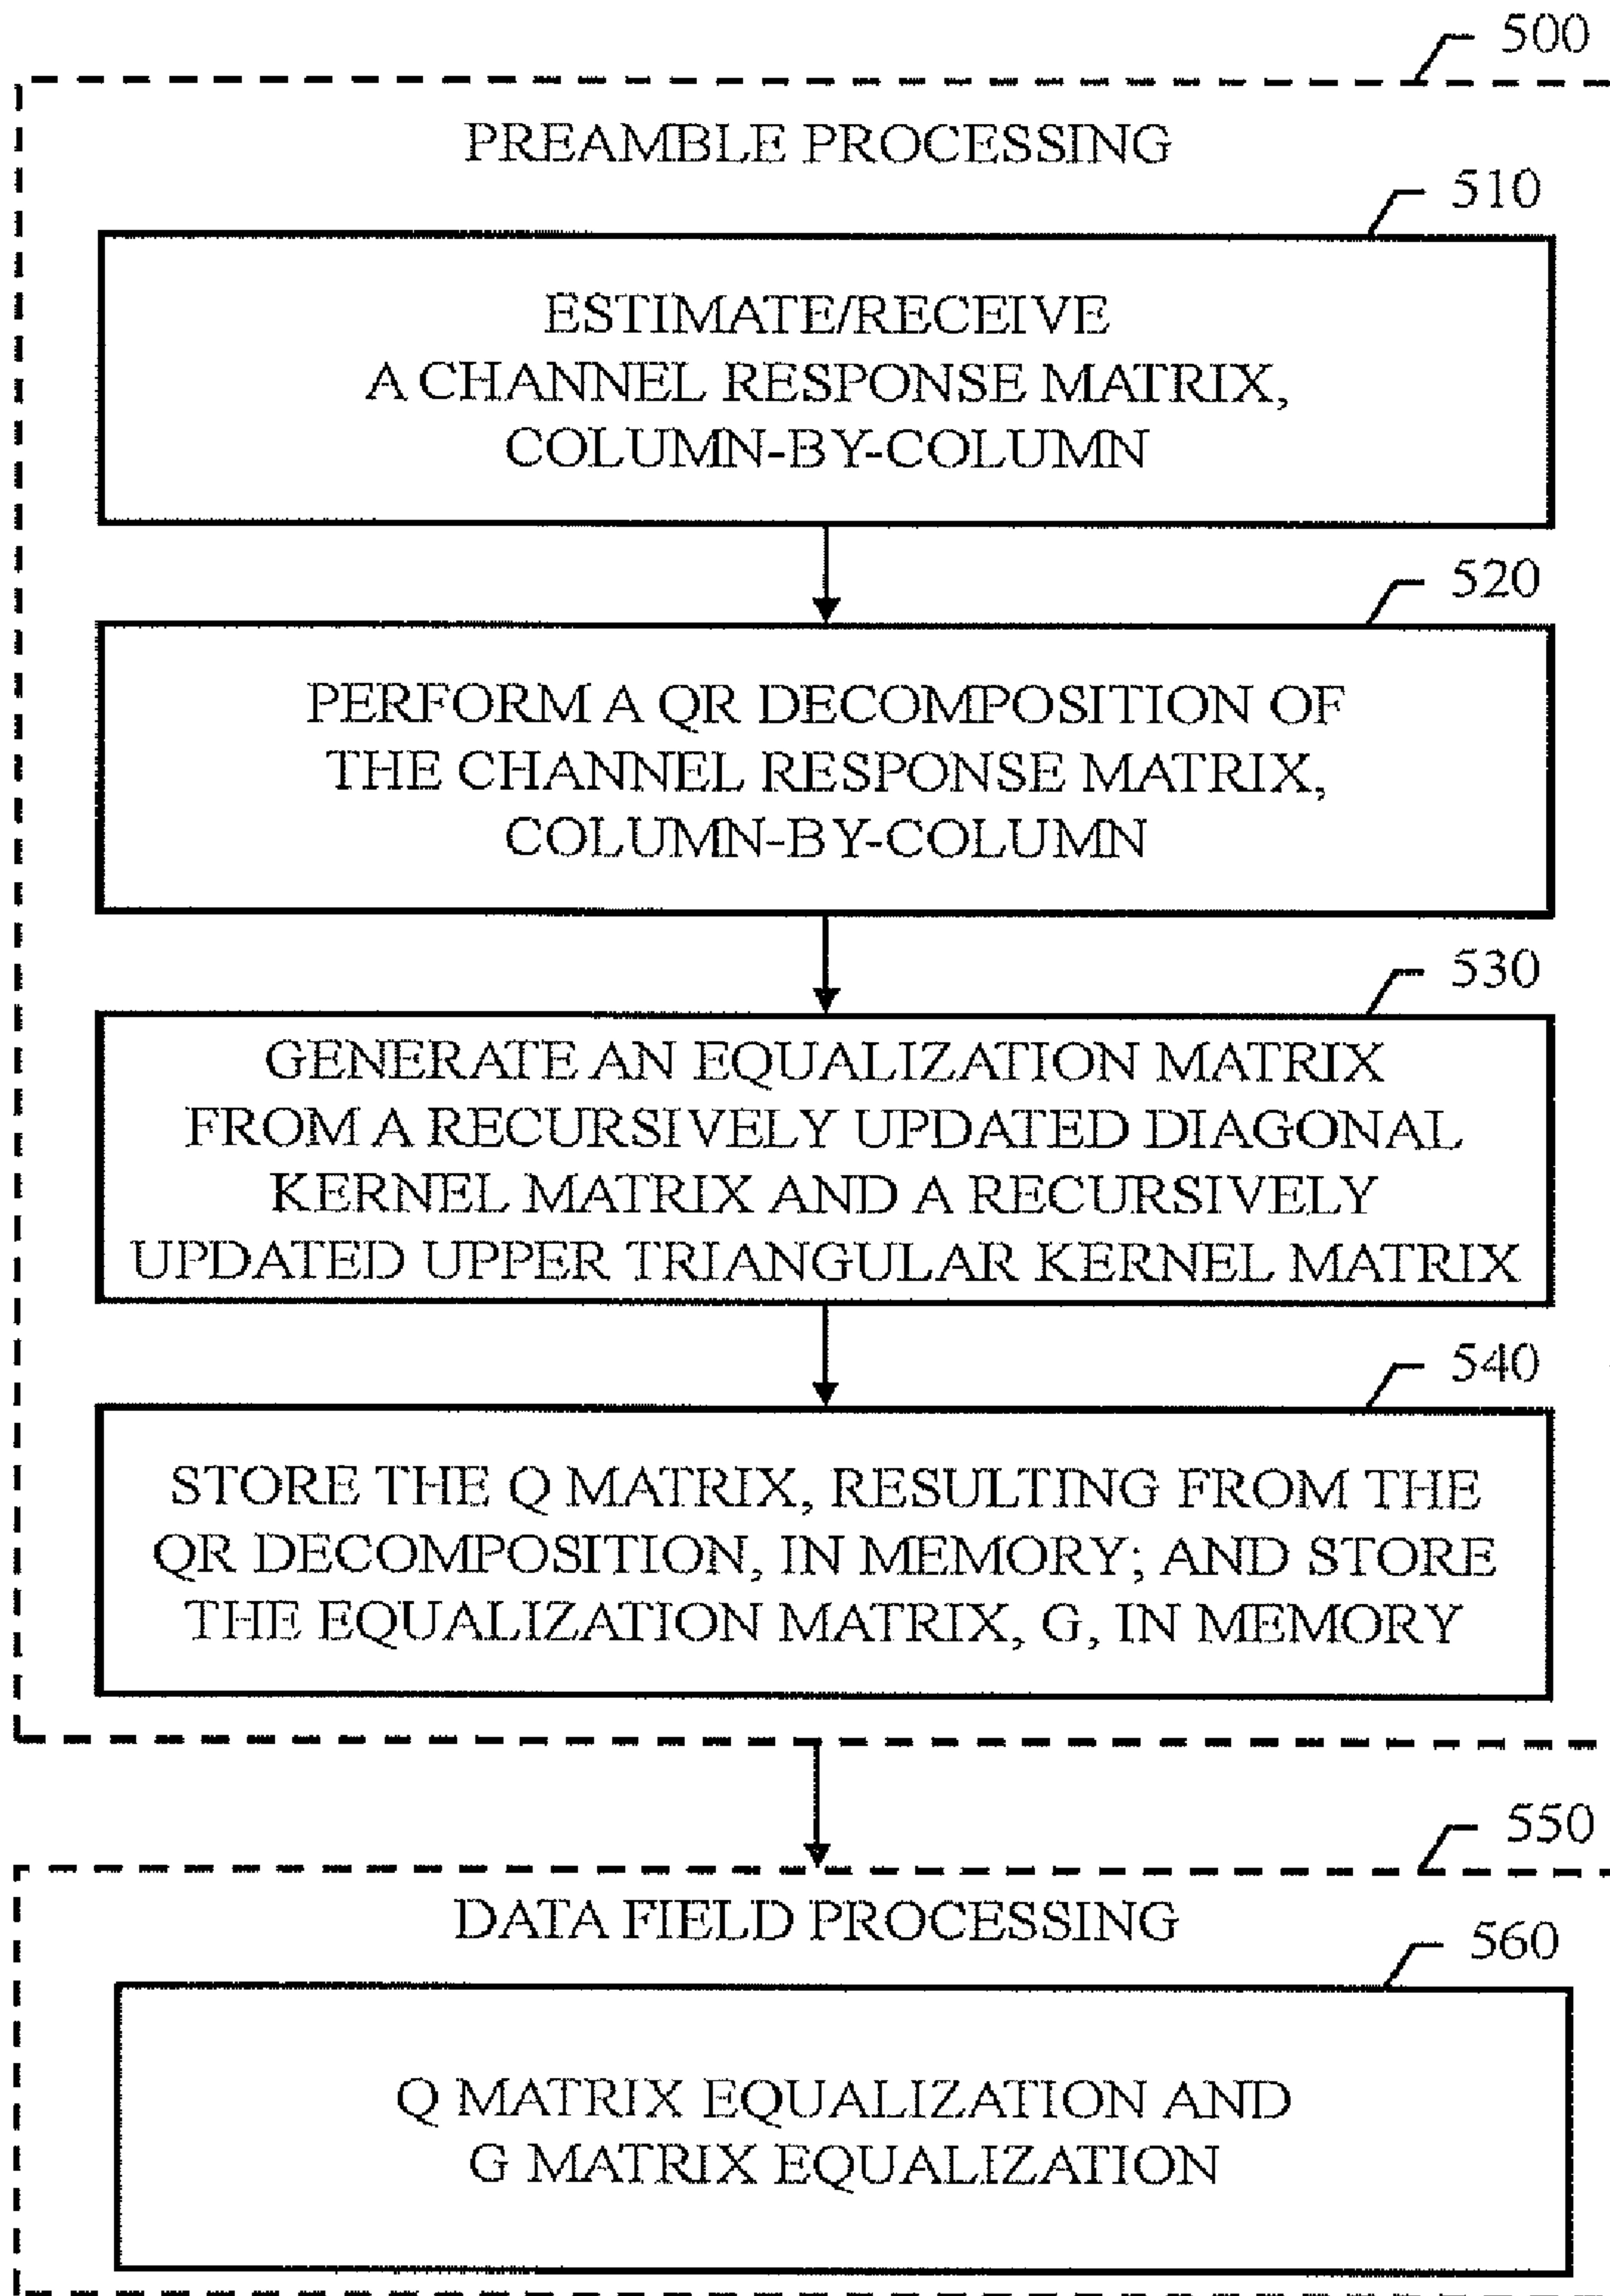 500
PREAMBLE PROCESSING
510
ESTIMATE/RECEIVE
A CHANNEL RESPONSE MATRIX,
COLUMN-BY-COLUMN
520
PERFORM A QR DECOMPOSITION OF
THE CHANNEL RESPONSE MATRIX,
COLUMN-BY-COLUMN
530
GENERATE AN EQUALIZATION MATRIX
FROM A RECURSIVELY UPDATED DIAGONAL
KERNEL MATRIX AND A RECURSIVELY
UPDATED UPPER TRIANGULAR KERNEL MATRIX
540
STORE THE Q MATRIX, RESULTING FROM THE
QR DECOMPOSITION, IN MEMORY; AND STORE
THE EQUALIZATION MATRIX, G, IN MEMORY
550
DATA FIELD PROCESSING
560
Q MATRIX EQUALIZATION AND
G MATRIX EQUALIZATION